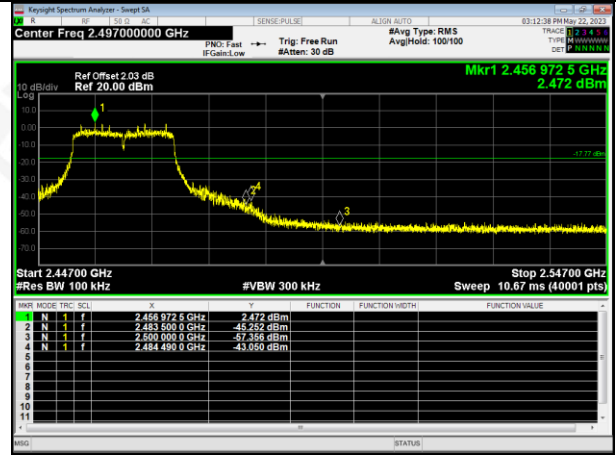 Keysight Spectrum Analyzer - Swept SA
R RF 50 Ω AC SENSE:PULSE ALIGN AUTO 03:12:38 PM May 22, 2023
Center Freq 2.497000000 GHz
PNO: Fast Trig: Free Run #Avg Type: RMS TRACE 1 2 3 4 5 6
IFGain:Low #Atten: 30 dB Avg|Hold: 100/100 TYPE M WWWWW
DET P N N N N N
Ref Offset 2.03 dB Mkr1 2.456 972 5 GHz
10 dB/div Ref 20.00 dBm 2.472 dBm
Log
10.0
0.00
-10.0
-17.77 dBm
-20.0
-30.0
-40.0
-50.0
-60.0
-70.0
1
2
4
3
Start 2.44700 GHz Stop 2.54700 GHz
#Res BW 100 kHz #VBW 300 kHz Sweep 10.67 ms (40001 pts)
MKR MODE TRC SCL X Y FUNCTION FUNCTION WIDTH FUNCTION VALUE
1 N 1 f 2.456 972 5 GHz 2.472 dBm
2 N 1 f 2.483 500 0 GHz -45.252 dBm
3 N 1 f 2.500 000 0 GHz -57.356 dBm
4 N 1 f 2.484 490 0 GHz -43.050 dBm
5
6
7
8
9
10
11
MSG STATUS